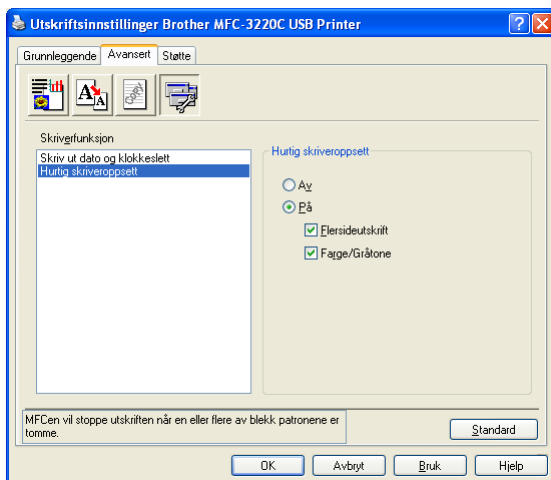 Utskriftsinnstillinger Brother MFC-3220C USB Printer
Grunnleggende Avansert Støtte
Skriverfunksjon
Skriv ut dato og klokkeslett
Hurtig skriveroppsett
Hurtig skriveroppsett
Av
På
Flersideutskrift
Farge/Gråtone
MFCen vil stoppe utskriften når en eller flere av blekk patronene er
tomme.
Standard
OK Avbryt Bruk Hjelp